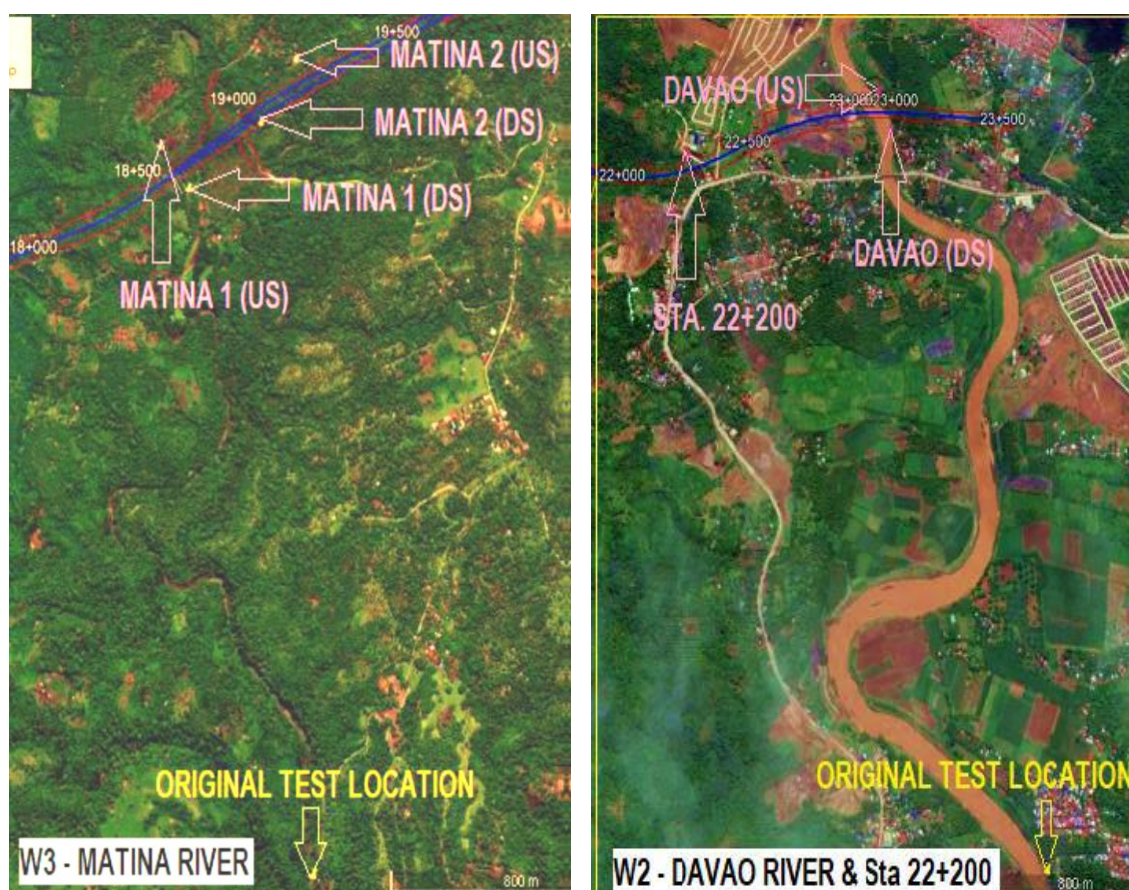 19+500
MATINA 2 (US)
19+000
MATINA 2 (DS)
18+500
MATINA 1 (DS)
18+000
MATINA 1 (US)
ORIGINAL TEST LOCATION
W3 - MATINA RIVER
800 m
DAVAO (US)
23+000
23+000
23+500
22+500
22+000
DAVAO (DS)
STA. 22+200
ORIGINAL TEST LOCATION
W2 - DAVAO RIVER & Sta 22+200
800 m